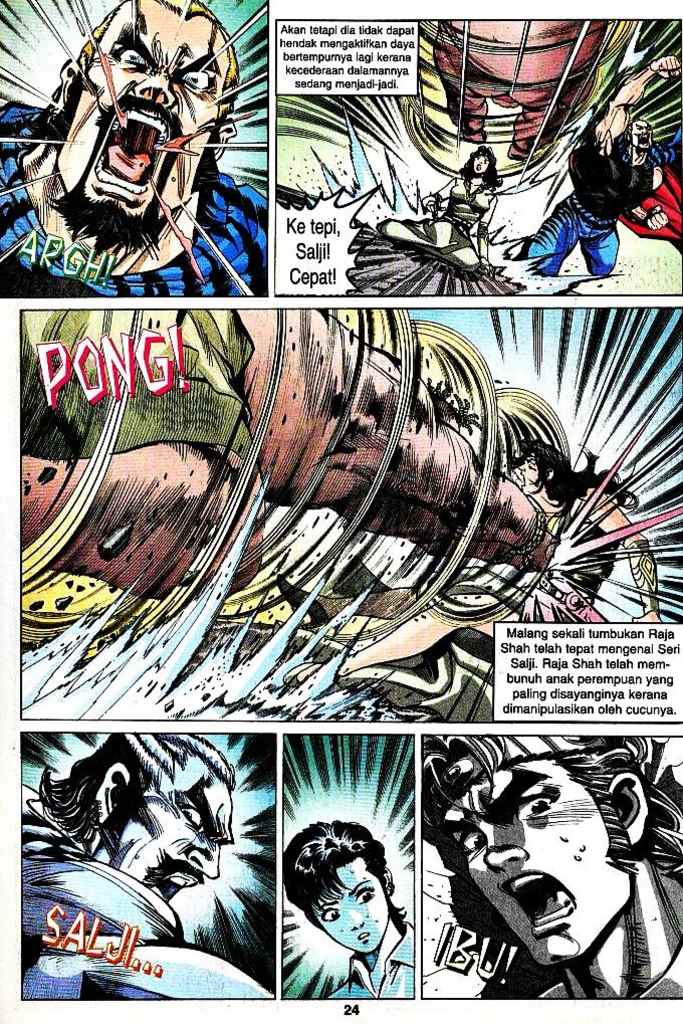 ARGH!
Akan tetapi dia tidak dapat
hendak mengaktifkan daya
bertempurnya lagi kerana
kecederaan dalamannya
sedang menjadi-jadi.
Ke tepi,
Salji!
Cepat!
PONG!
Malang sekali tumbukan Raja
Shah telah tepat mengenai Seri
Salji. Raja Shah telah mem-
bunuh anak perempuan yang
paling disayanginya kerana
dimanipulasikan oleh cucunya.
SALJI...
IBU!
24